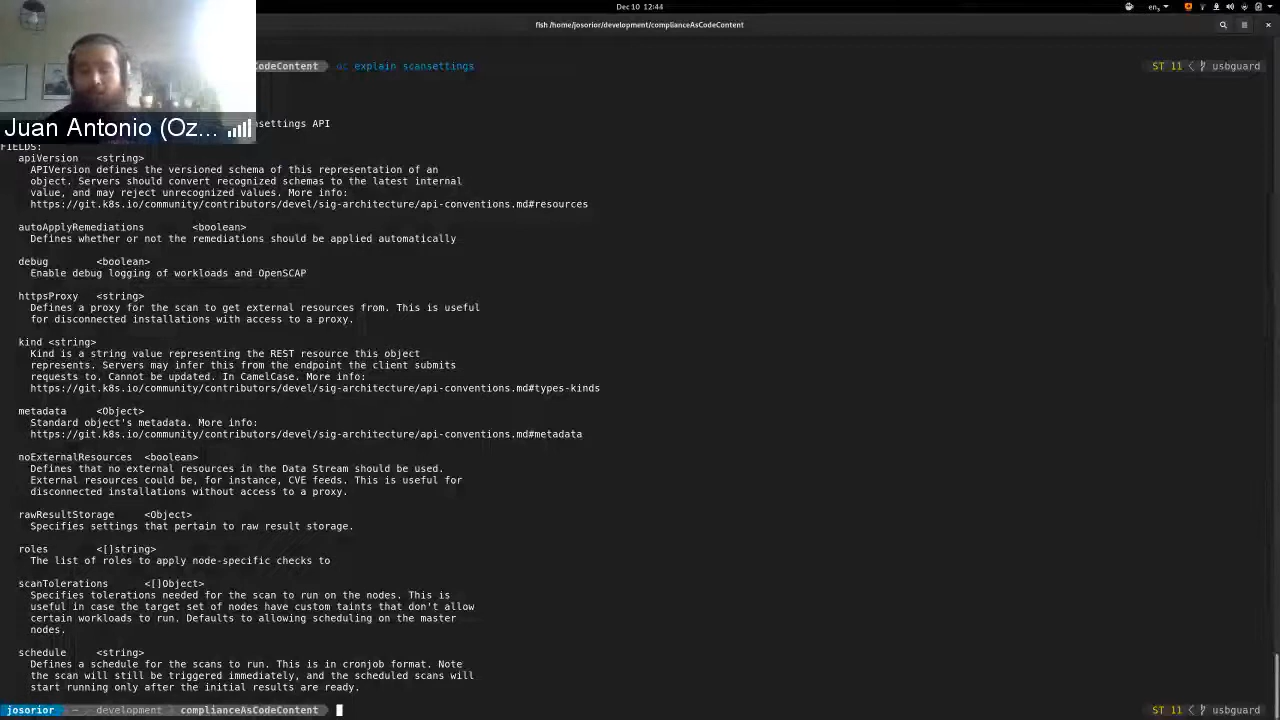 Dec 10 12:44
en
fish /home/josorior/development/complianceAsCodeContent
CodeContent oc explain scansettings ST 11 usbguard
Juan Antonio (Oz...
nsettings API
FIELDS:
apiVersion <string>
APIVersion defines the versioned schema of this representation of an
object. Servers should convert recognized schemas to the latest internal
value, and may reject unrecognized values. More info:
https://git.k8s.io/community/contributors/devel/sig-architecture/api-conventions.md#resources
autoApplyRemediations <boolean>
Defines whether or not the remediations should be applied automatically
debug <boolean>
Enable debug logging of workloads and OpenSCAP
httpsProxy <string>
Defines a proxy for the scan to get external resources from. This is useful
for disconnected installations with access to a proxy.
kind <string>
Kind is a string value representing the REST resource this object
represents. Servers may infer this from the endpoint the client submits
requests to. Cannot be updated. In CamelCase. More info:
https://git.k8s.io/community/contributors/devel/sig-architecture/api-conventions.md#types-kinds
metadata <Object>
Standard object's metadata. More info:
https://git.k8s.io/community/contributors/devel/sig-architecture/api-conventions.md#metadata
noExternalResources <boolean>
Defines that no external resources in the Data Stream should be used.
External resources could be, for instance, CVE feeds. This is useful for
disconnected installations without access to a proxy.
rawResultStorage <Object>
Specifies settings that pertain to raw result storage.
roles <[]string>
The list of roles to apply node-specific checks to
scanTolerations <[]Object>
Specifies tolerations needed for the scan to run on the nodes. This is
useful in case the target set of nodes have custom taints that don't allow
certain workloads to run. Defaults to allowing scheduling on the master
nodes.
schedule <string>
Defines a schedule for the scans to run. This is in cronjob format. Note
the scan will still be triggered immediately, and the scheduled scans will
start running only after the initial results are ready.
josorior ~ development complianceAsCodeContent ST 11 usbguard